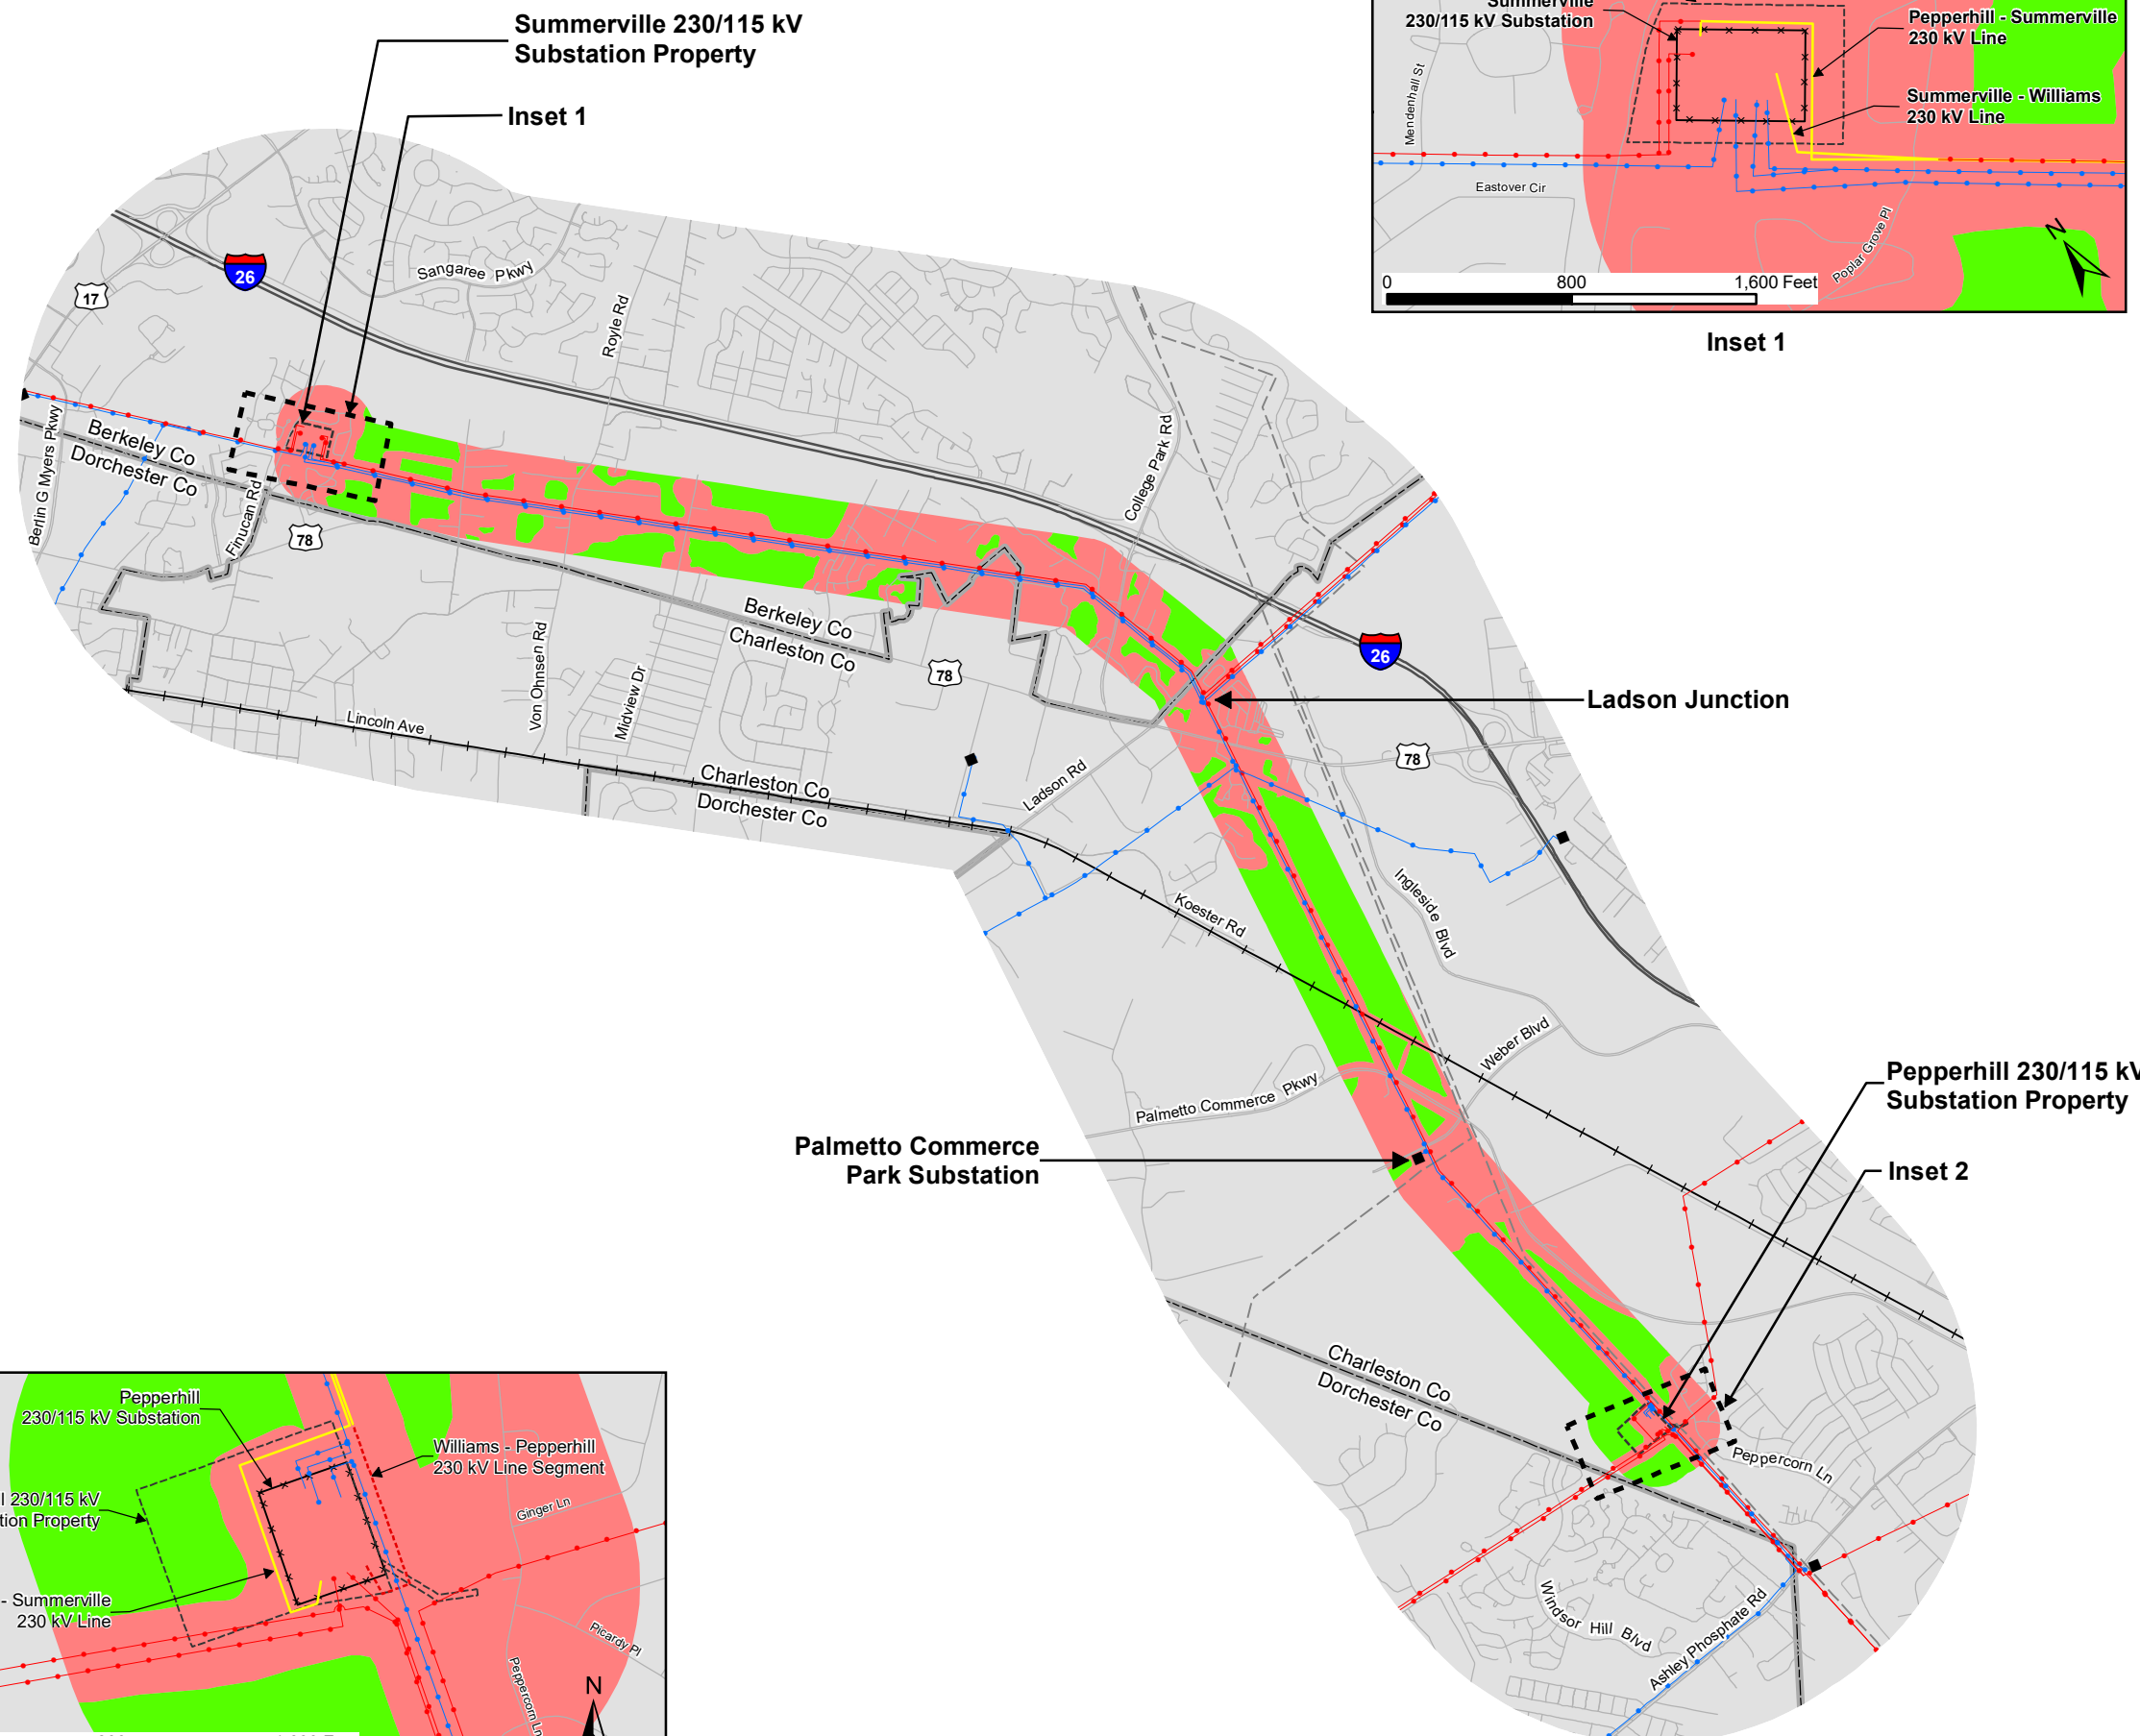 Summerville 230/115 kV
Substation Property
Inset 1
Summerville
230/115 kV Substation
Pepperhill - Summerville
230 kV Line
Summerville - Williams
230 kV Line
Mendenhall St
Eastover Cir
Poplar Grove Pl
N
0 800 1,600 Feet
Inset 1
26
17
Sangaree Pkwy
Royle Rd
College Park Rd
Berlin G Myers Pkwy
Berkeley Co
Dorchester Co
Finucan Rd
78
Von Ohnsen Rd
Midview Dr
Berkeley Co
Charleston Co
78
26
Ladson Junction
78
Lincoln Ave
Charleston Co
Dorchester Co
Ladson Rd
Koester Rd
Ingleside Blvd
Weber Blvd
Palmetto Commerce Pkwy
Palmetto Commerce
Park Substation
Pepperhill 230/115 kV
Substation Property
Inset 2
Charleston Co
Dorchester Co
Peppercorn Ln
Windsor Hill Blvd
Ashley Phosphate Rd
Pepperhill
230/115 kV Substation
Williams - Pepperhill
230 kV Line Segment
230/115 kV
Property
- Summerville
230 kV Line
Ginger Ln
Picardy Pl
Peppercorn Ln
N